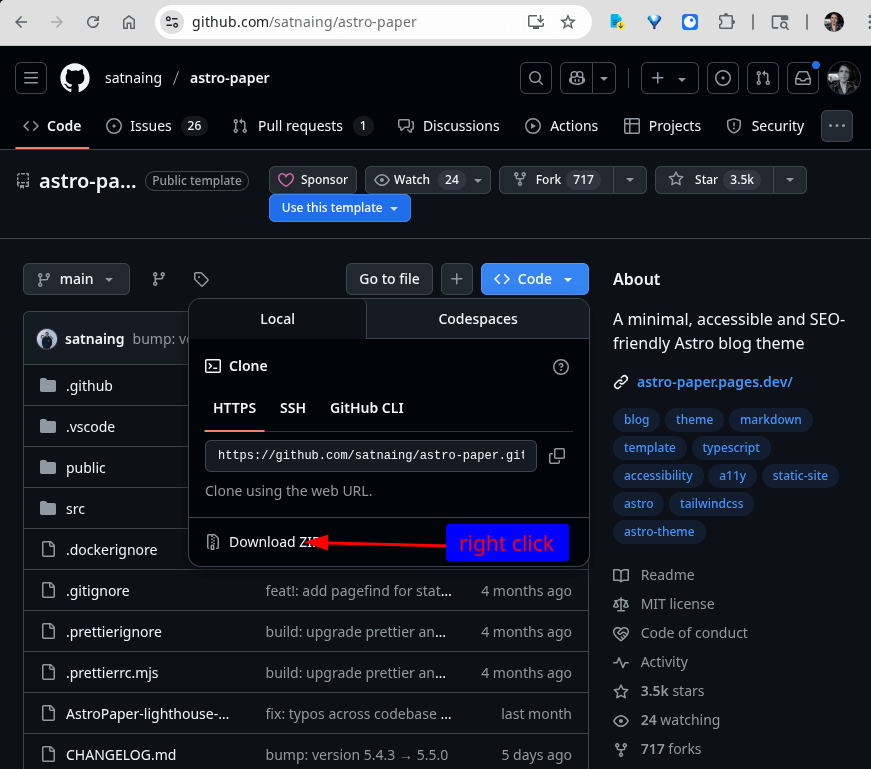 github.com/satnaing/astro-paper
satnaing / astro-paper
Code Issues 26 Pull requests 1 Discussions Actions Projects Security
astro-pa... Public template Sponsor Watch 24 Fork 717 Star 3.5k
Use this template
main Go to file + Code About
Local Codespaces
A minimal, accessible and SEO-
friendly Astro blog theme
satnaing bump: ve
Clone
astro-paper.pages.dev/
.github
HTTPS SSH GitHub CLI
blog theme markdown
.vscode
template typescript
https://github.com/satnaing/astro-paper.git
public
accessibility a11y static-site
Clone using the web URL.
src
astro tailwindcss
astro-theme
Download ZIP right click
.dockerignore
Readme
.gitignore feat!: add pagefind for stat... 4 months ago
MIT license
.prettierignore build: upgrade prettier an... 4 months ago
Code of conduct
Activity
.prettierrc.mjs build: upgrade prettier an... 4 months ago
3.5k stars
AstroPaper-lighthouse-... fix: typos across codebase ... last month
24 watching
717 forks
CHANGELOG.md bump: version 5.4.3 → 5.5.0 5 days ago